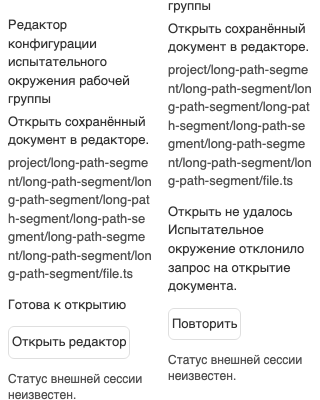 Редактор
конфигурации
испытательного
окружения рабочей
группы
Открыть сохранённый
документ в редакторе.
project/long-path-segme
nt/long-path-segment/lon
g-path-segment/long-pat
h-segment/long-path-se
gment/long-path-segme
nt/long-path-segment/lon
g-path-segment/file.ts
Готова к открытию
Открыть редактор
Статус внешней сессии
неизвестен.
группы
Открыть сохранённый
документ в редакторе.
project/long-path-segme
nt/long-path-segment/lon
g-path-segment/long-pat
h-segment/long-path-se
gment/long-path-segme
nt/long-path-segment/lon
g-path-segment/file.ts
Открыть не удалось
Испытательное
окружение отклонило
запрос на открытие
документа.
Повторить
Статус внешней сессии
неизвестен.